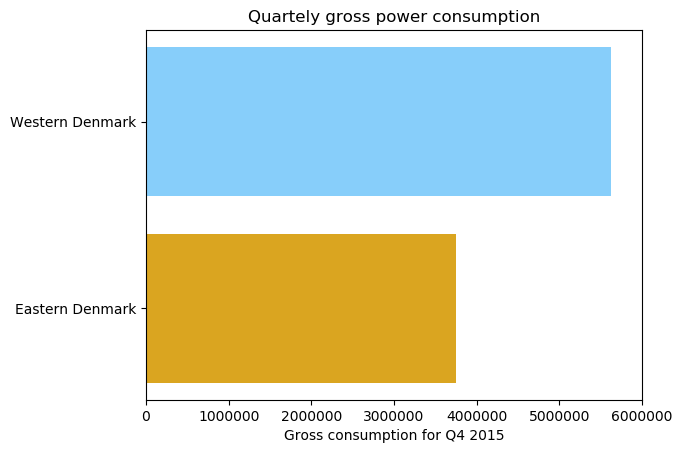 Quartely gross power consumption
Western Denmark
Eastern Denmark
0 1000000 2000000 3000000 4000000 5000000 6000000
Gross consumption for Q4 2015